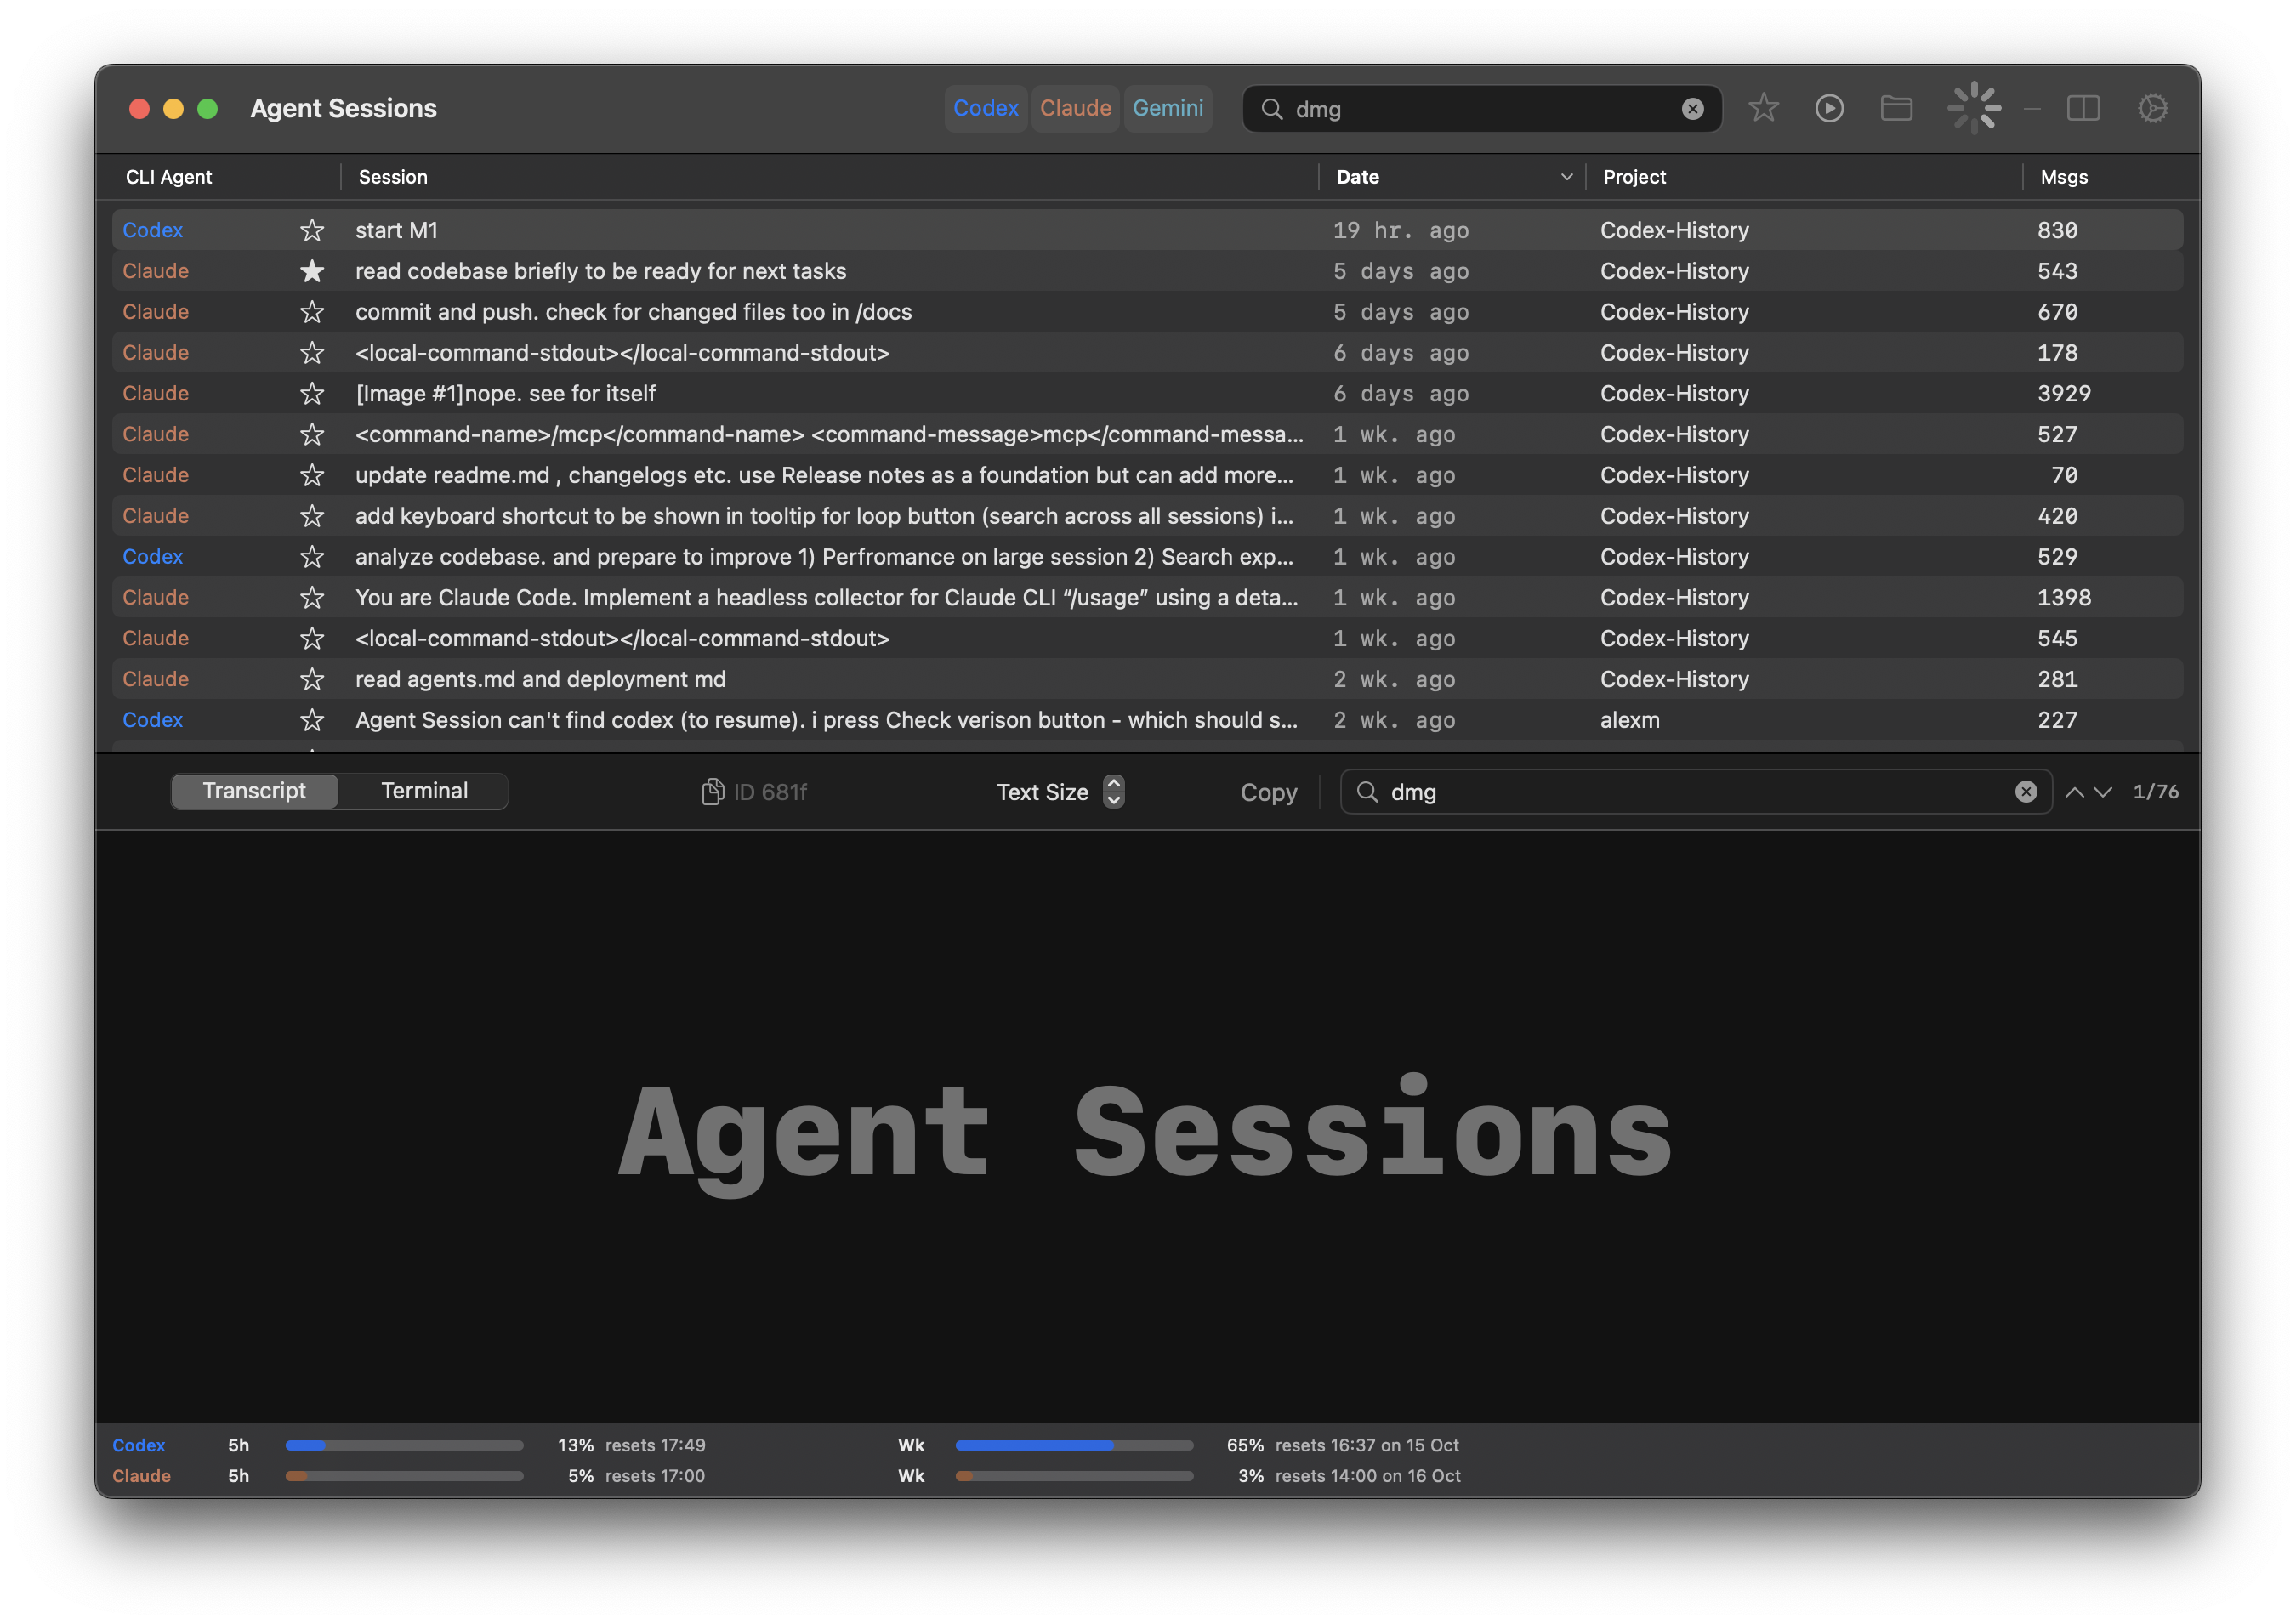 Agent Sessions Codex Claude Gemini dmg
CLI Agent Session Date Project Msgs
Codex start M1 19 hr. ago Codex-History 830
Claude read codebase briefly to be ready for next tasks 5 days ago Codex-History 543
Claude commit and push. check for changed files too in /docs 5 days ago Codex-History 670
Claude <local-command-stdout></local-command-stdout> 6 days ago Codex-History 178
Claude [Image #1]nope. see for itself 6 days ago Codex-History 3929
Claude <command-name>/mcp</command-name> <command-message>mcp</command-messa... 1 wk. ago Codex-History 527
Claude update readme.md , changelogs etc. use Release notes as a foundation but can add more... 1 wk. ago Codex-History 70
Claude add keyboard shortcut to be shown in tooltip for loop button (search across all sessions) i... 1 wk. ago Codex-History 420
Codex analyze codebase. and prepare to improve 1) Perfromance on large session 2) Search exp... 1 wk. ago Codex-History 529
Claude You are Claude Code. Implement a headless collector for Claude CLI “/usage” using a deta... 1 wk. ago Codex-History 1398
Claude <local-command-stdout></local-command-stdout> 1 wk. ago Codex-History 545
Claude read agents.md and deployment md 2 wk. ago Codex-History 281
Codex Agent Session can't find codex (to resume). i press Check verison button - which should s... 2 wk. ago alexm 227
Transcript Terminal ID 681f Text Size Copy dmg 1/76
Agent Sessions
Codex 5h 13% resets 17:49 Wk 65% resets 16:37 on 15 Oct
Claude 5h 5% resets 17:00 Wk 3% resets 14:00 on 16 Oct